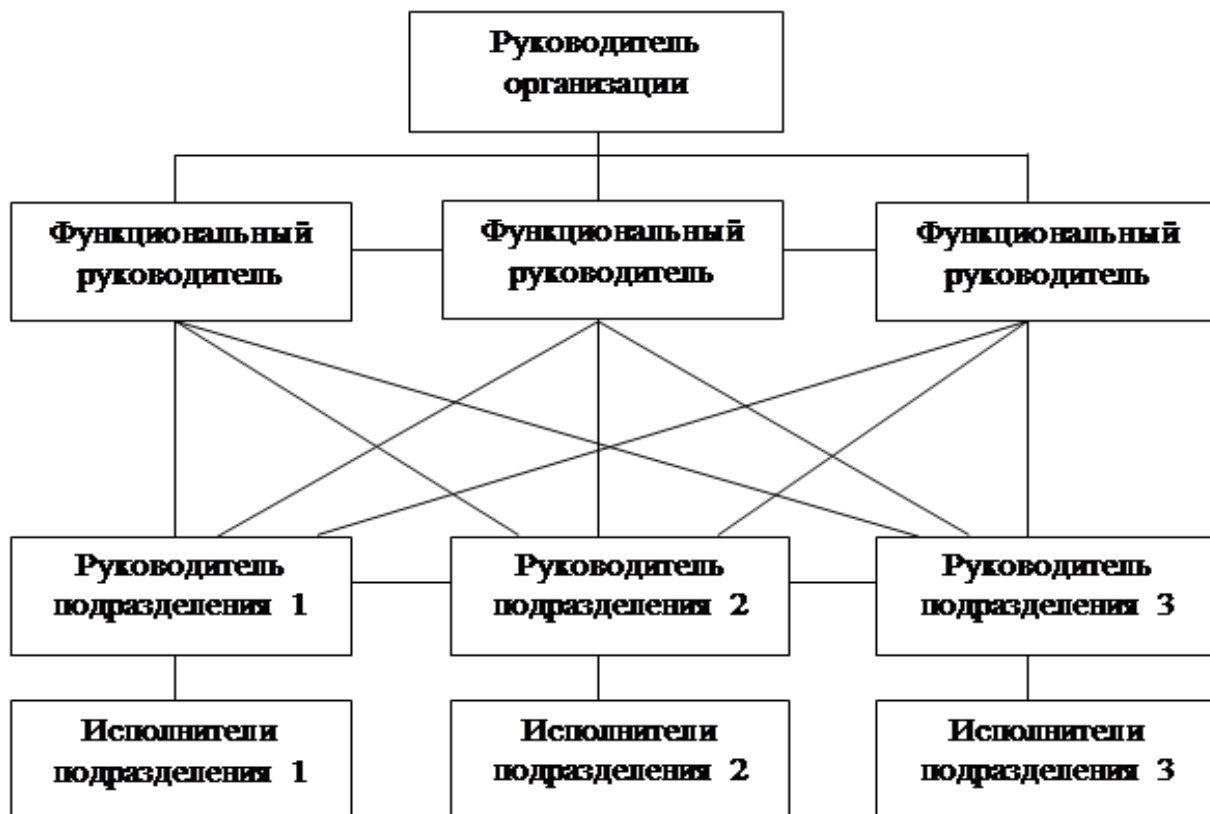 Руководитель
организации
Функциональный
руководитель
Функциональный
руководитель
Функциональный
руководитель
Руководитель
подразделения 1
Руководитель
подразделения 2
Руководитель
подразделения 3
Исполнители
подразделения 1
Исполнители
подразделения 2
Исполнители
подразделения 3